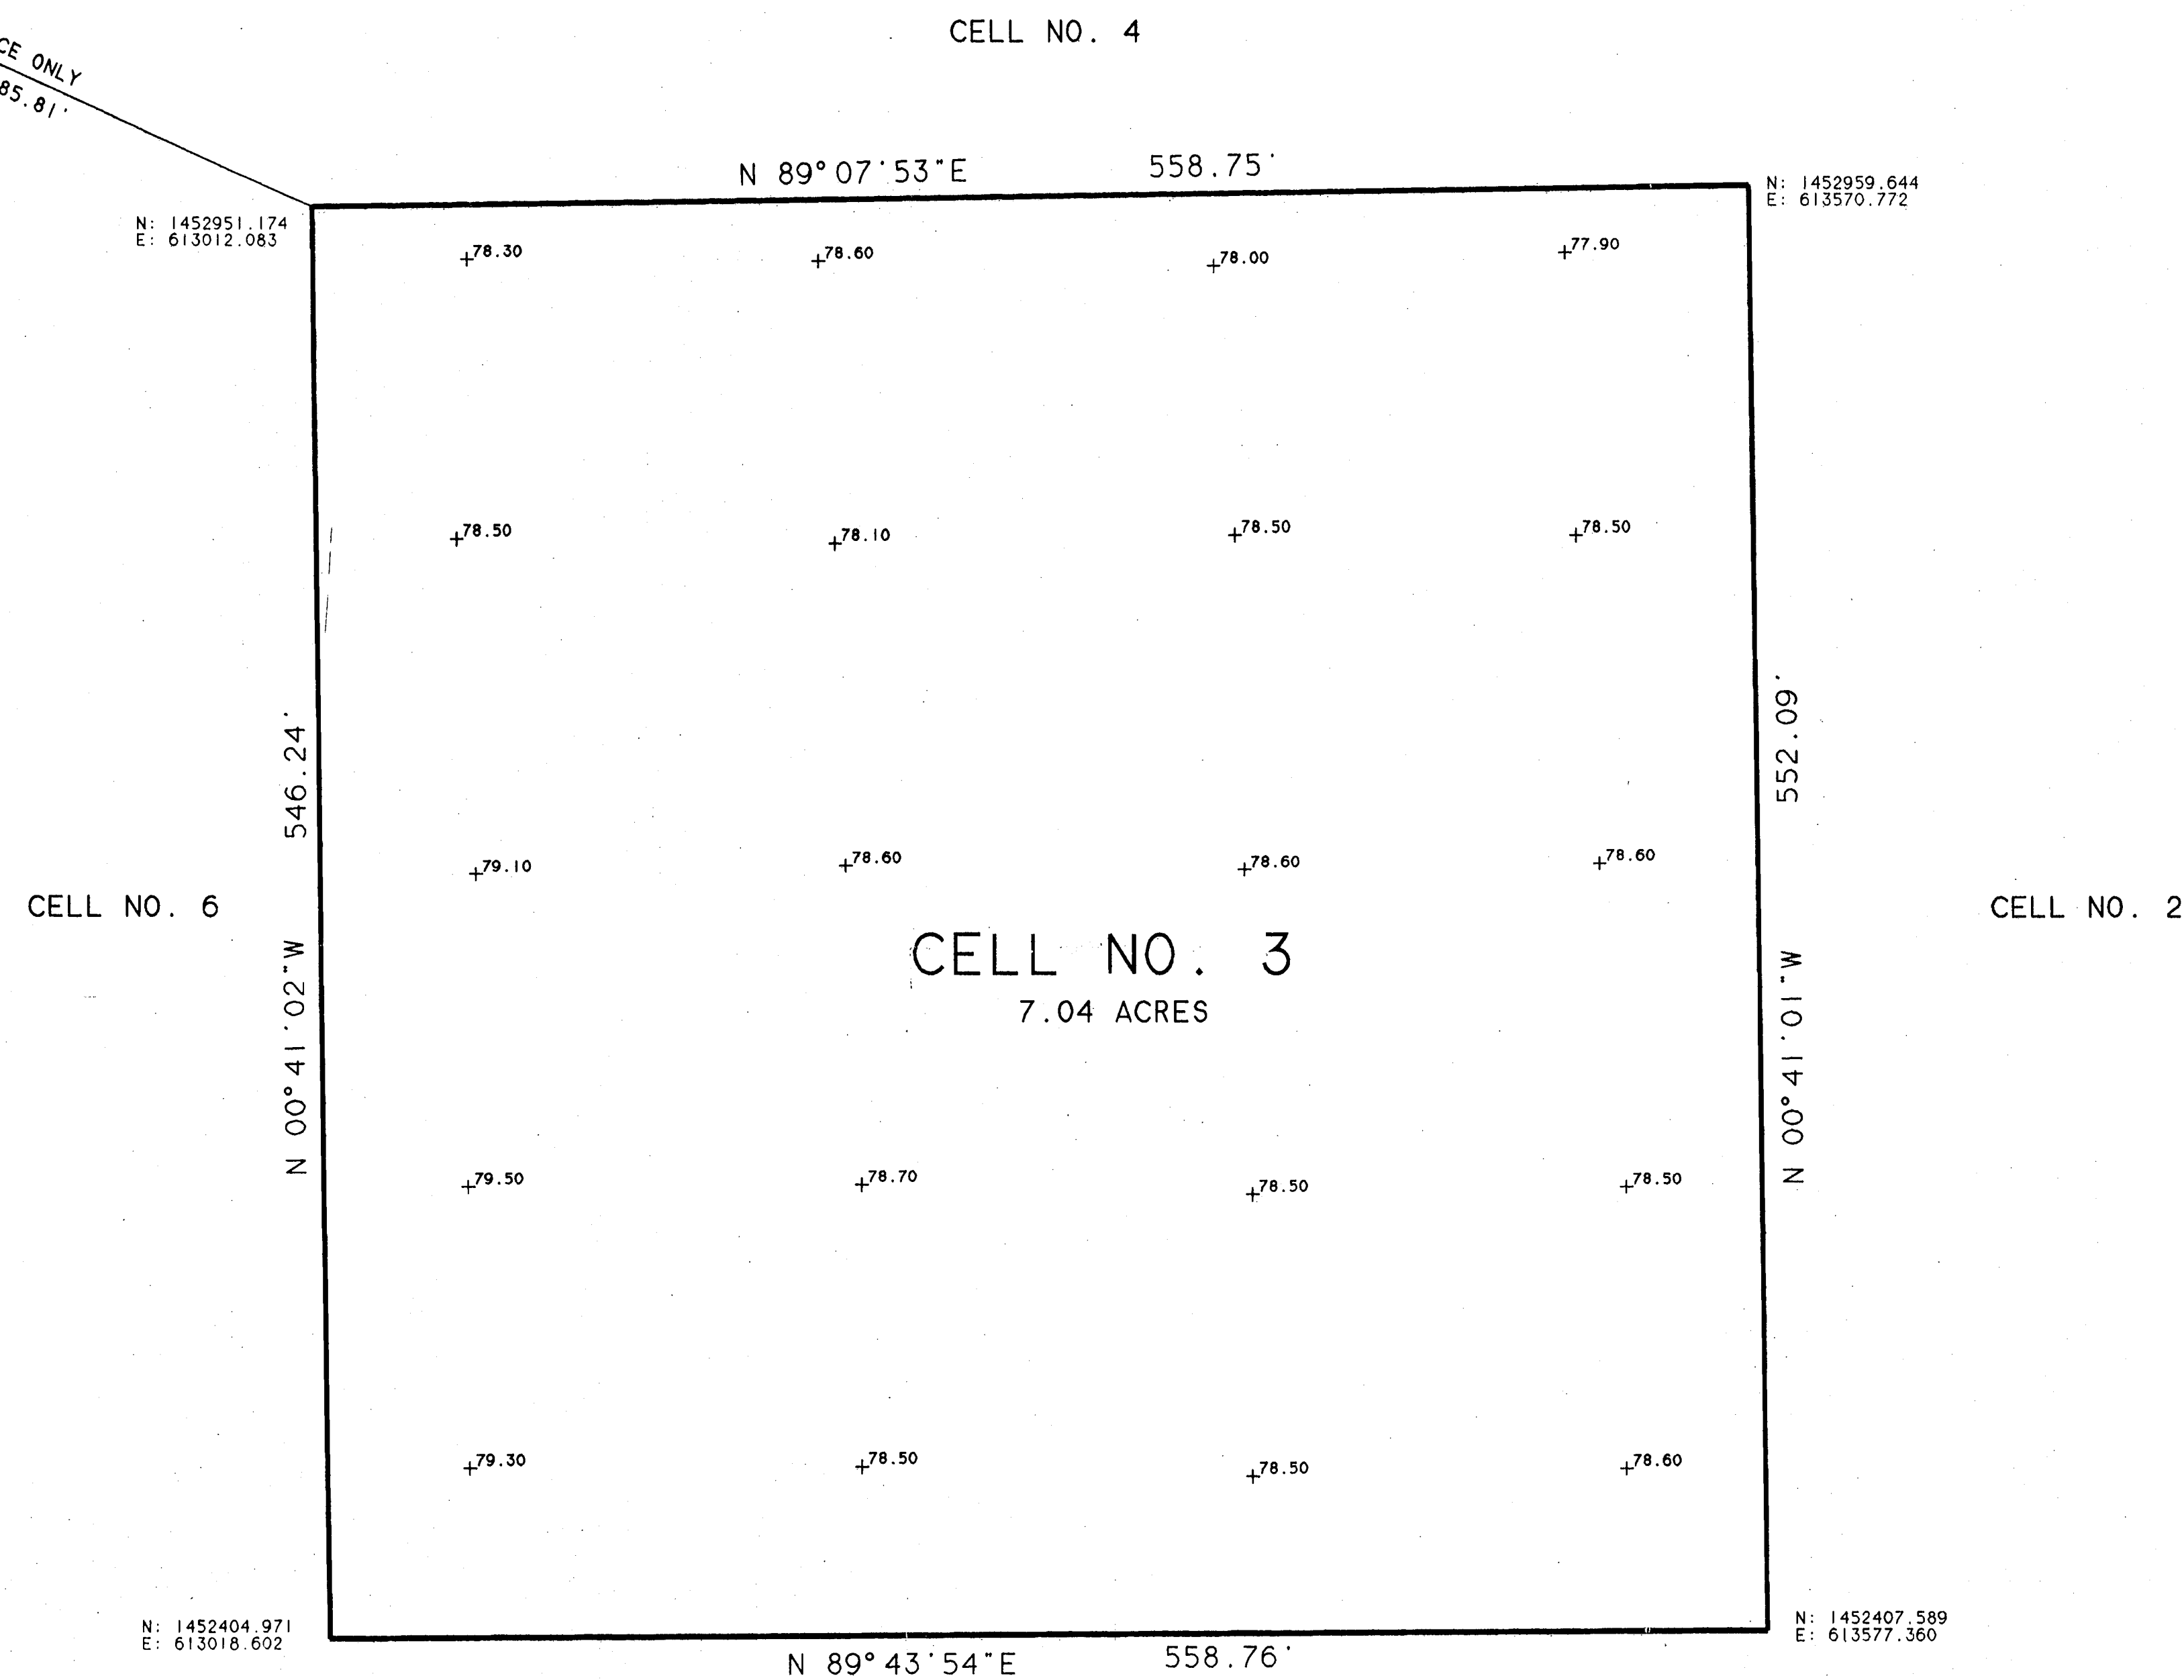 CELL NO. 4
CE ONLY
85.81'
N 89°07'53"E 558.75'
N: 1452959.644
E: 613570.772
N: 1452951.174
E: 613012.083
+78.30 +78.60 +78.00 +77.90
+78.50 +78.10 +78.50 +78.50
546.24'
552.09'
+79.10 +78.60 +78.60 +78.60
CELL NO. 6
CELL NO. 2
CELL NO. 3
7.04 ACRES
N 00°41'02"W
N 00°41'01"W
+79.50 +78.70 +78.50 +78.50
+79.30 +78.50 +78.50 +78.60
N: 1452404.971
E: 613018.602
N: 1452407.589
E: 613577.360
N 89°43'54"E 558.76'